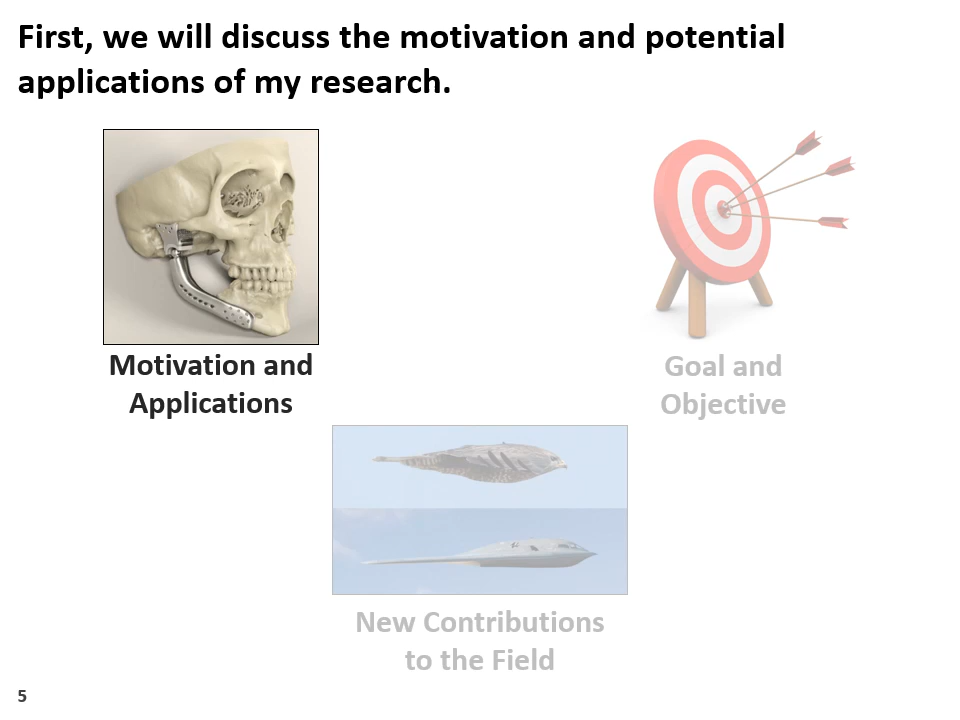 First, we will discuss the motivation and potential
applications of my research.
Motivation and
Applications
Goal and
Objective
New Contributions
to the Field
5